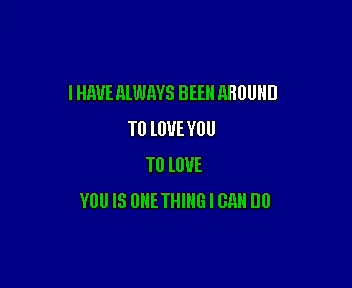 I HAVE ALWAYS BEEN AROUND
TO LOVE YOU
TO LOVE
YOU IS ONE THING I CAN DO